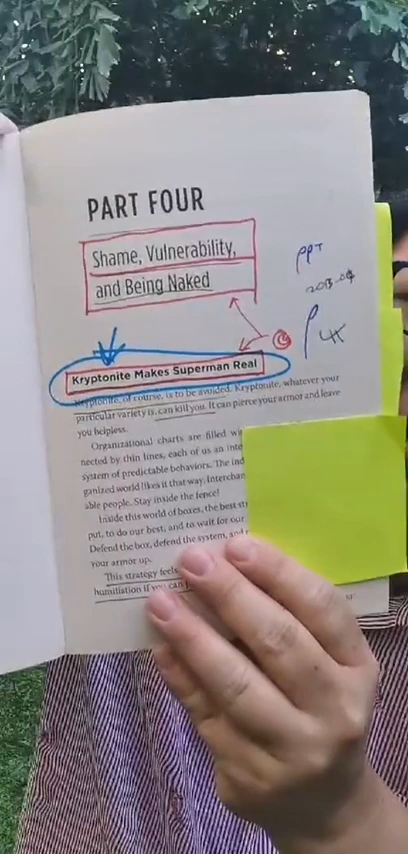 PART FOUR
Shame, Vulnerability,
and Being Naked
PPT
Kryptonite Makes Superman Real
Kryptonite, of course, is to be avoided. Kryptonite, whatever your
particular variety is, can kill you. It can pierce your armor and leave
you helpless.
Organizational charts are filled
nected by thin lines, each of us an
system of predictable behaviors. The
ganized world likes it that way.
able people. Stay inside the fence!
Inside this world of boxes, the best
put, to do our best, and to wait for our
Defend the box, defend the system, and
your armor up.
This strategy feels
humiliation if you can